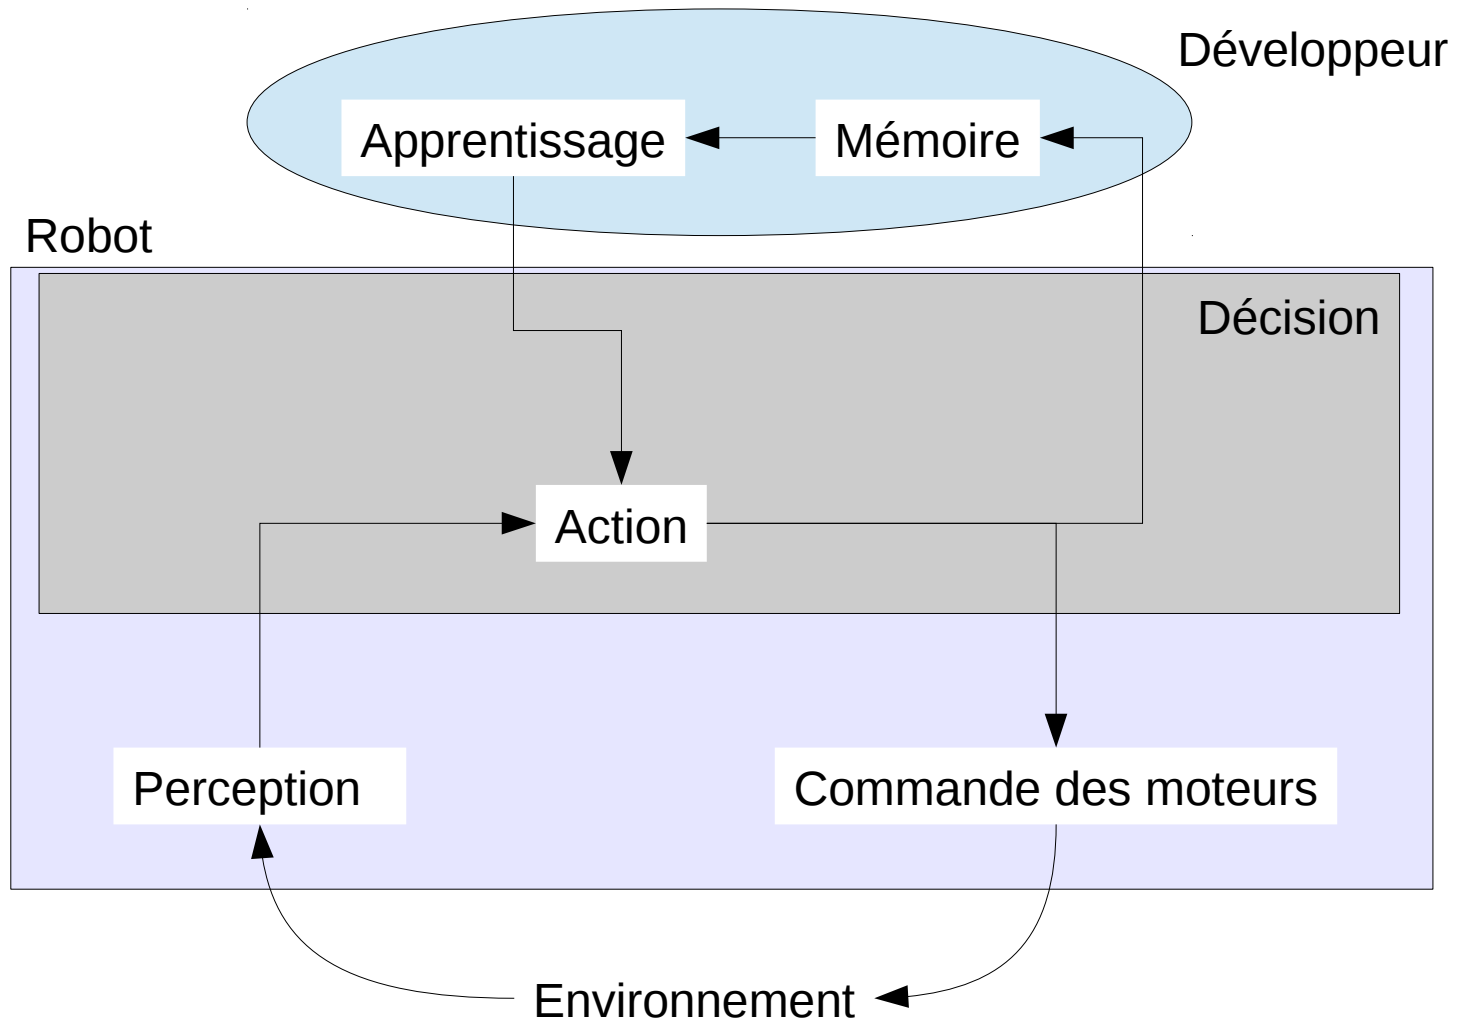 Développeur
Apprentissage
Mémoire
Robot
Décision
Action
Perception
Commande des moteurs
Environnement